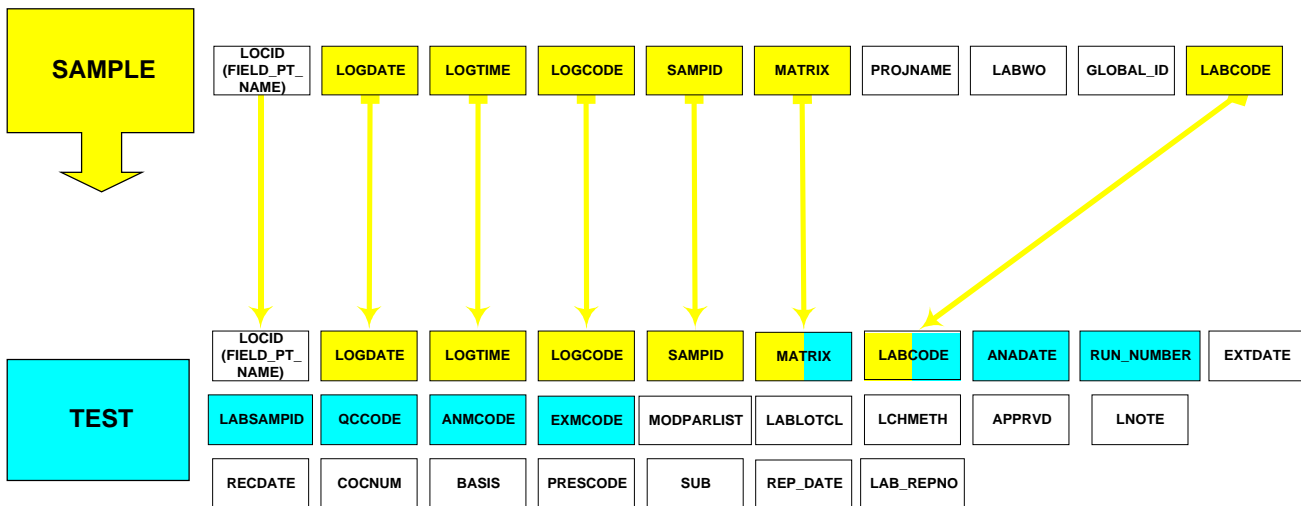 SAMPLE
LOCID
(FIELD_PT_
NAME)
LOGDATE
LOGTIME
LOGCODE
SAMPID
MATRIX
PROJNAME
LABWO
GLOBAL_ID
LABCODE
TEST
LOCID
(FIELD_PT_
NAME)
LOGDATE
LOGTIME
LOGCODE
SAMPID
MATRIX
LABCODE
ANADATE
RUN_NUMBER
EXTDATE
LABSAMPID
QCCODE
ANMCODE
EXMCODE
MODPARLIST
LABLOTCL
LCHMETH
APPRVD
LNOTE
RECDATE
COCNUM
BASIS
PRESCODE
SUB
REP_DATE
LAB_REPNO